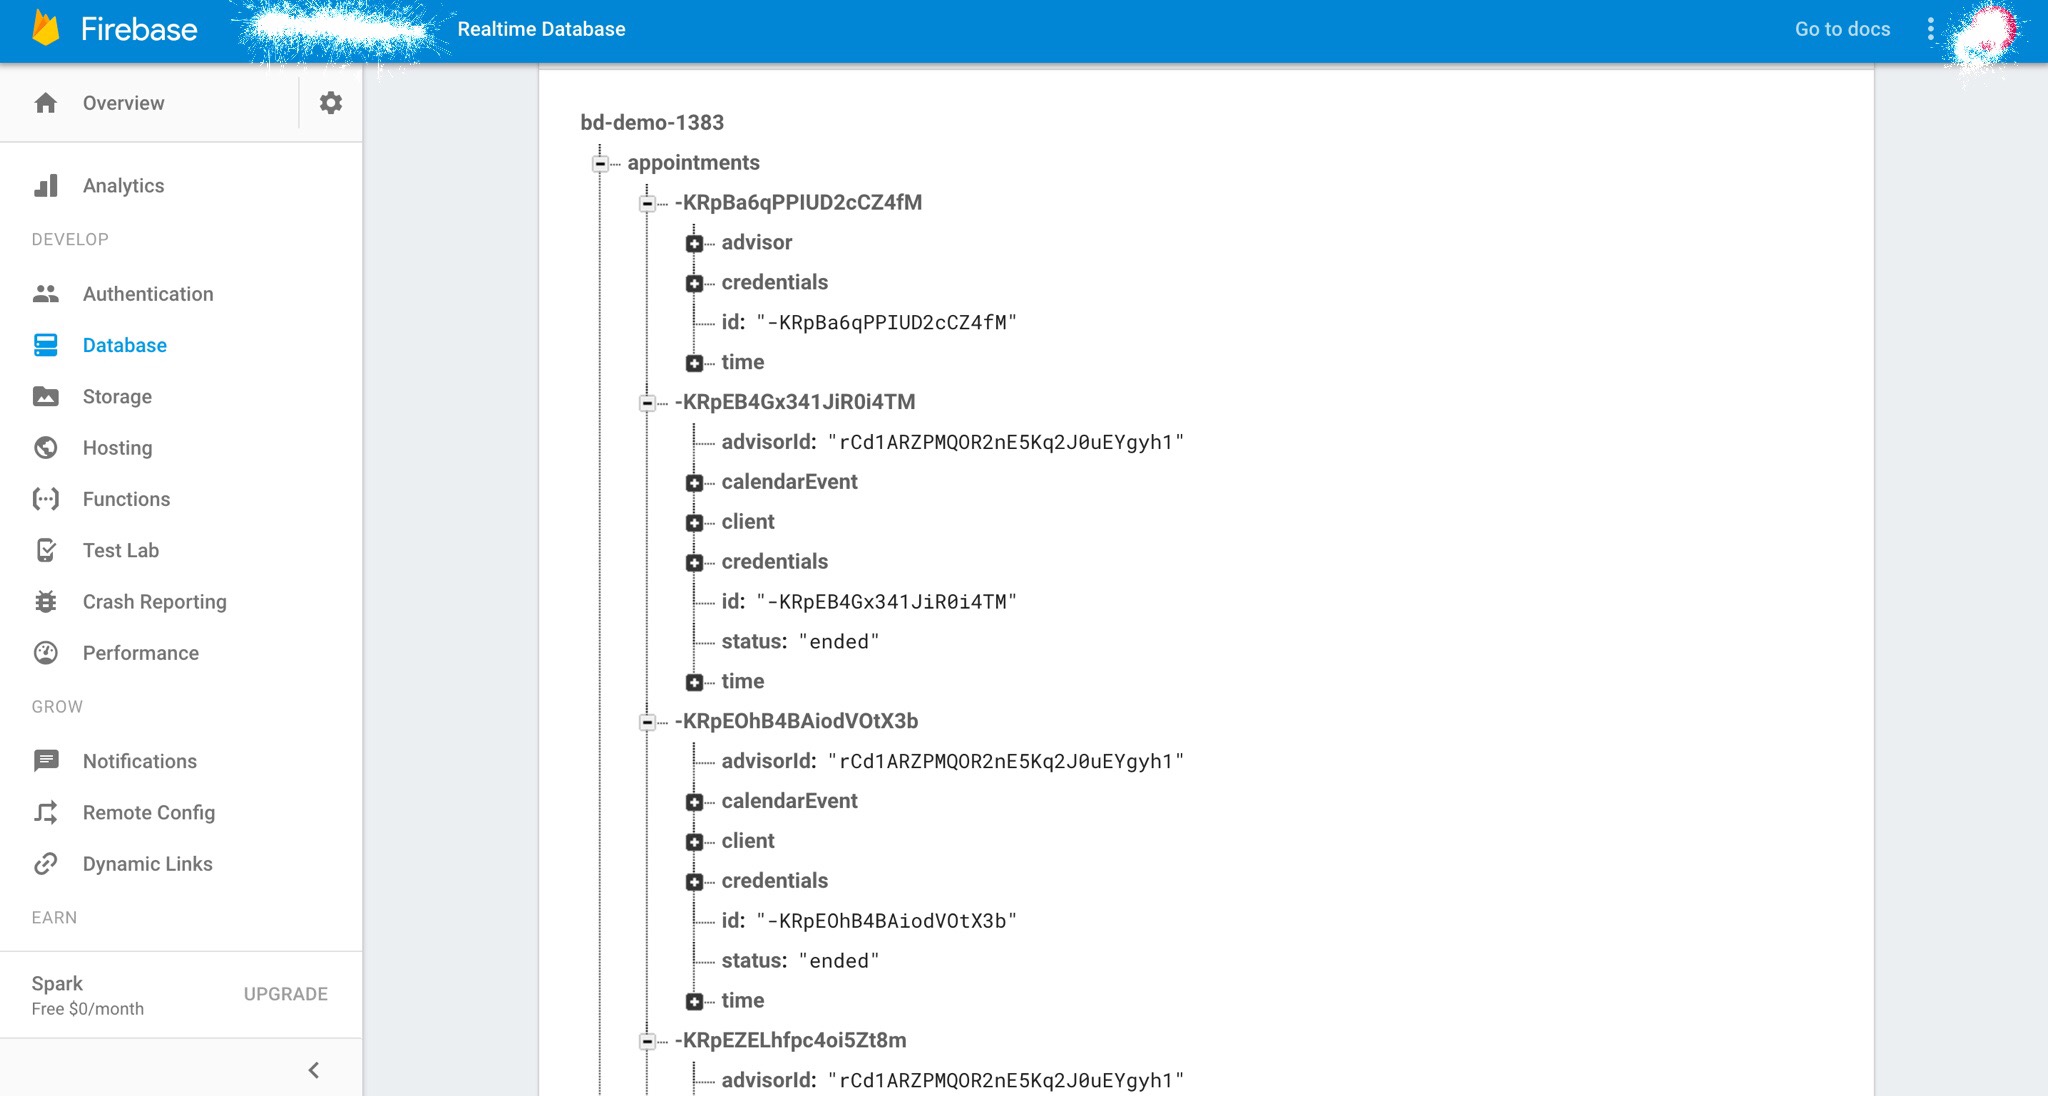 Firebase
Realtime Database
Go to docs
Overview
Analytics
DEVELOP
Authentication
Database
Storage
Hosting
Functions
Test Lab
Crash Reporting
Performance
GROW
Notifications
Remote Config
Dynamic Links
EARN
Spark
Free $0/month
UPGRADE
bd-demo-1383
appointments
-KRpBa6qPPIUD2cCZ4fM
advisor
credentials
id: "-KRpBa6qPPIUD2cCZ4fM"
time
-KRpEB4Gx341JiR0i4TM
advisorId: "rCd1ARZPMQOR2nE5Kq2J0uEYgyh1"
calendarEvent
client
credentials
id: "-KRpEB4Gx341JiR0i4TM"
status: "ended"
time
-KRpEOhB4BAiodVOtX3b
advisorId: "rCd1ARZPMQOR2nE5Kq2J0uEYgyh1"
calendarEvent
client
credentials
id: "-KRpEOhB4BAiodVOtX3b"
status: "ended"
time
-KRpEZELhfpc4oi5Zt8m
advisorId: "rCd1ARZPMQOR2nE5Kq2J0uEYgyh1"